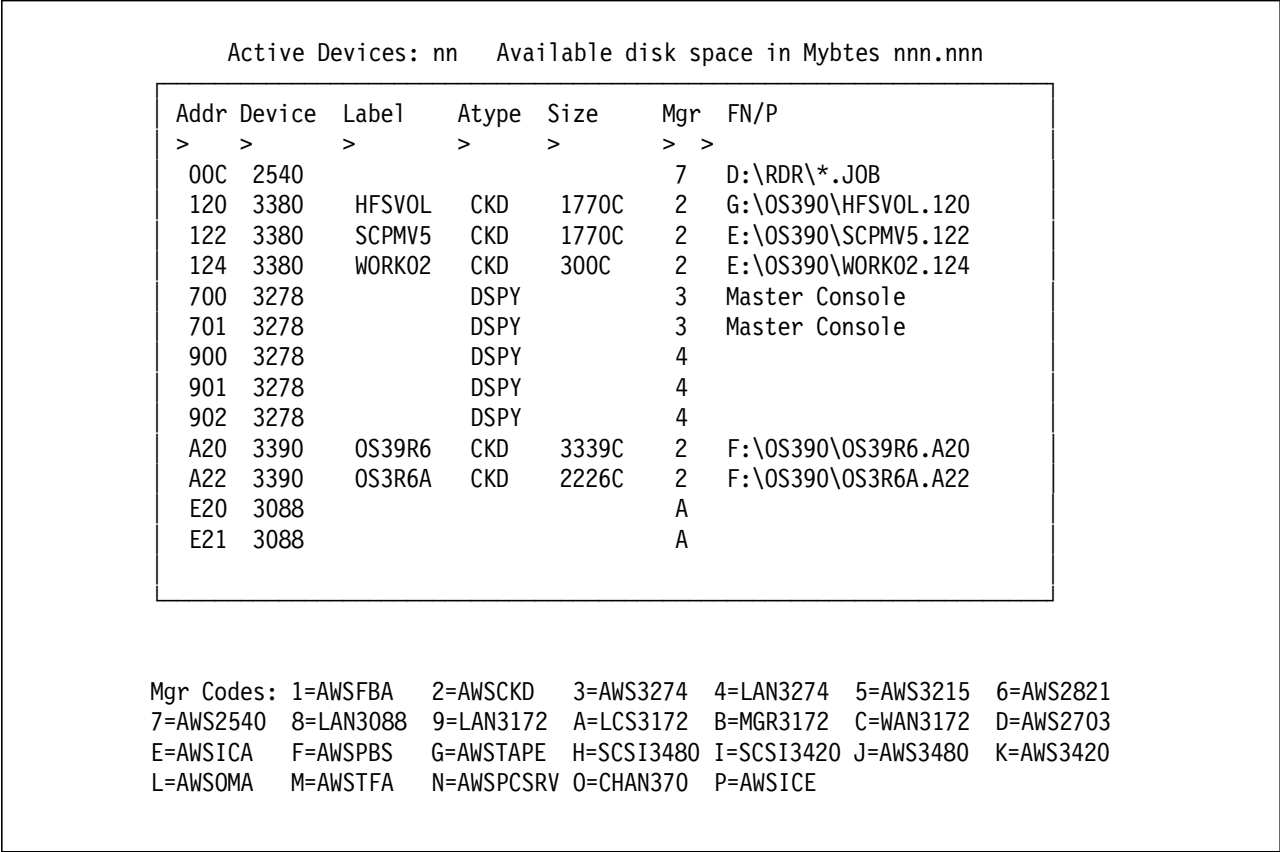 Active Devices: nn   Available disk space in Mybtes nnn.nnn
Addr Device  Label    Atype  Size     Mgr  FN/P
>    >       >        >      >        >  >
00C  2540                              7   D:\RDR\*.JOB
120  3380    HFSVOL   CKD    1770C     2   G:\OS390\HFSVOL.120
122  3380    SCPMV5   CKD    1770C     2   E:\OS390\SCPMV5.122
124  3380    WORK02   CKD    300C      2   E:\OS390\WORK02.124
700  3278             DSPY             3   Master Console
701  3278             DSPY             3   Master Console
900  3278             DSPY             4
901  3278             DSPY             4
902  3278             DSPY             4
A20  3390    OS39R6   CKD    3339C     2   F:\OS390\OS39R6.A20
A22  3390    OS3R6A   CKD    2226C     2   F:\OS390\OS3R6A.A22
E20  3088                              A
E21  3088                              A
Mgr Codes: 1=AWSFBA   2=AWSCKD   3=AWS3274  4=LAN3274  5=AWS3215  6=AWS2821
7=AWS2540  8=LAN3088  9=LAN3172  A=LCS3172  B=MGR3172  C=WAN3172  D=AWS2703
E=AWSICA   F=AWSPBS   G=AWSTAPE  H=SCSI3480 I=SCSI3420 J=AWS3480  K=AWS3420
L=AWSOMA   M=AWSTFA   N=AWSPCSRV O=CHAN370  P=AWSICE